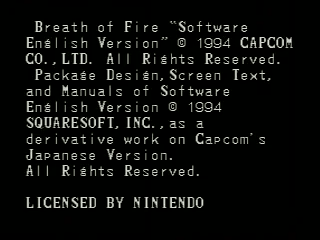 Breath of Fire “Software
English Version” © 1994 CAPCOM
CO., LTD. All Rights Reserved.
Package Design, Screen Text,
and Manuals of Software
English Version © 1994
SQUARESOFT, INC., as a
derivative work on Capcom's
Japanese Version.
All Rights Reserved.
LICENSED BY NINTENDO